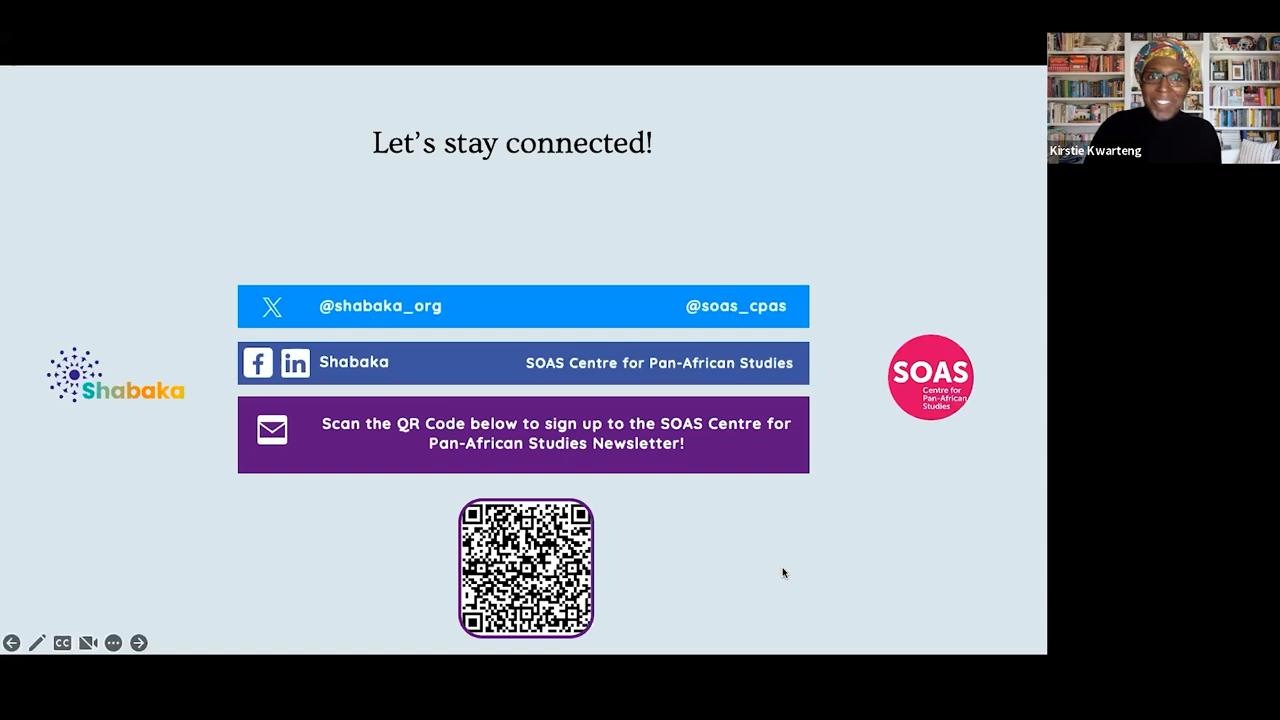 Let's stay connected!
Kirstie Kwarteng
@shabaka_org
@soas_cpas
Shabaka
SOAS Centre for Pan-African Studies
Scan the QR Code below to sign up to the SOAS Centre for
Pan-African Studies Newsletter!
Shabaka
SOAS
Centre for
Pan-African
Studies
CC